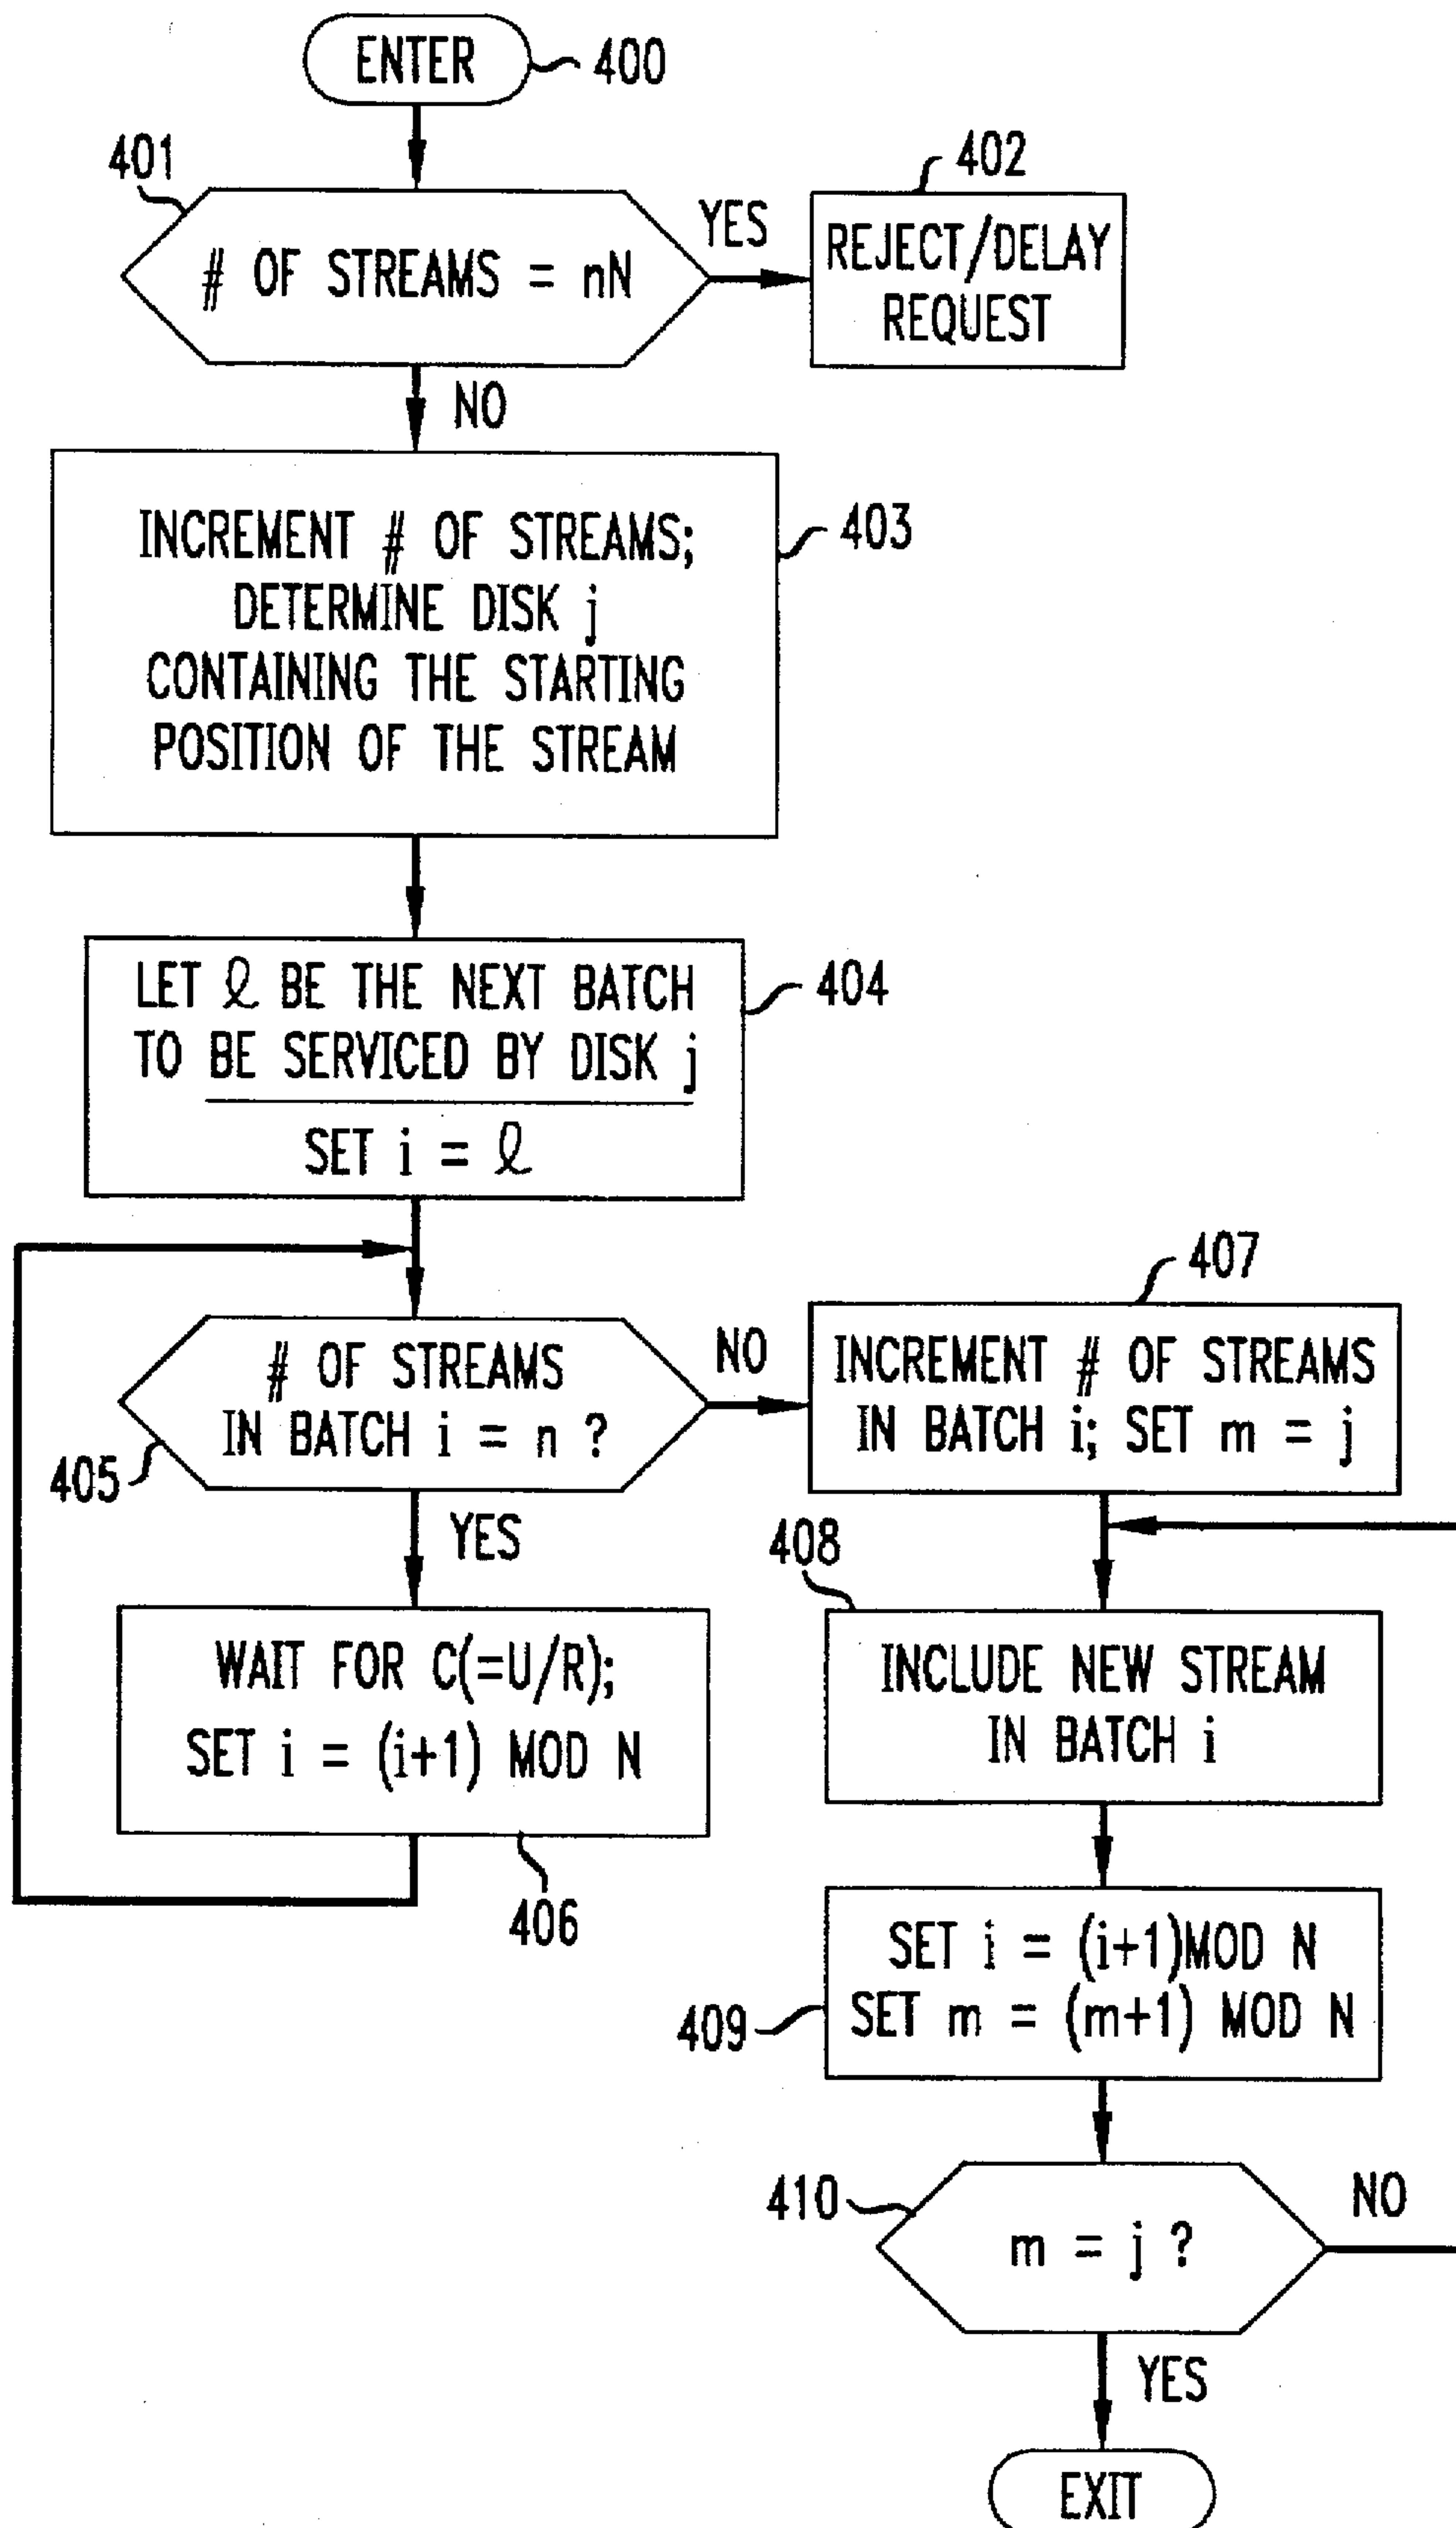 ENTER
400
401
# OF STREAMS = nN
YES
402
REJECT/DELAY
REQUEST
NO
INCREMENT # OF STREAMS;
DETERMINE DISK j
CONTAINING THE STARTING
POSITION OF THE STREAM
403
LET ℓ BE THE NEXT BATCH
TO BE SERVICED BY DISK j
SET i = ℓ
404
# OF STREAMS
IN BATCH i = n ?
405
NO
407
INCREMENT # OF STREAMS
IN BATCH i; SET m = j
YES
WAIT FOR C(=U/R);
SET i = (i+1) MOD N
406
408
INCLUDE NEW STREAM
IN BATCH i
SET i = (i+1)MOD N
SET m = (m+1) MOD N
409
410
m = j ?
NO
YES
EXIT